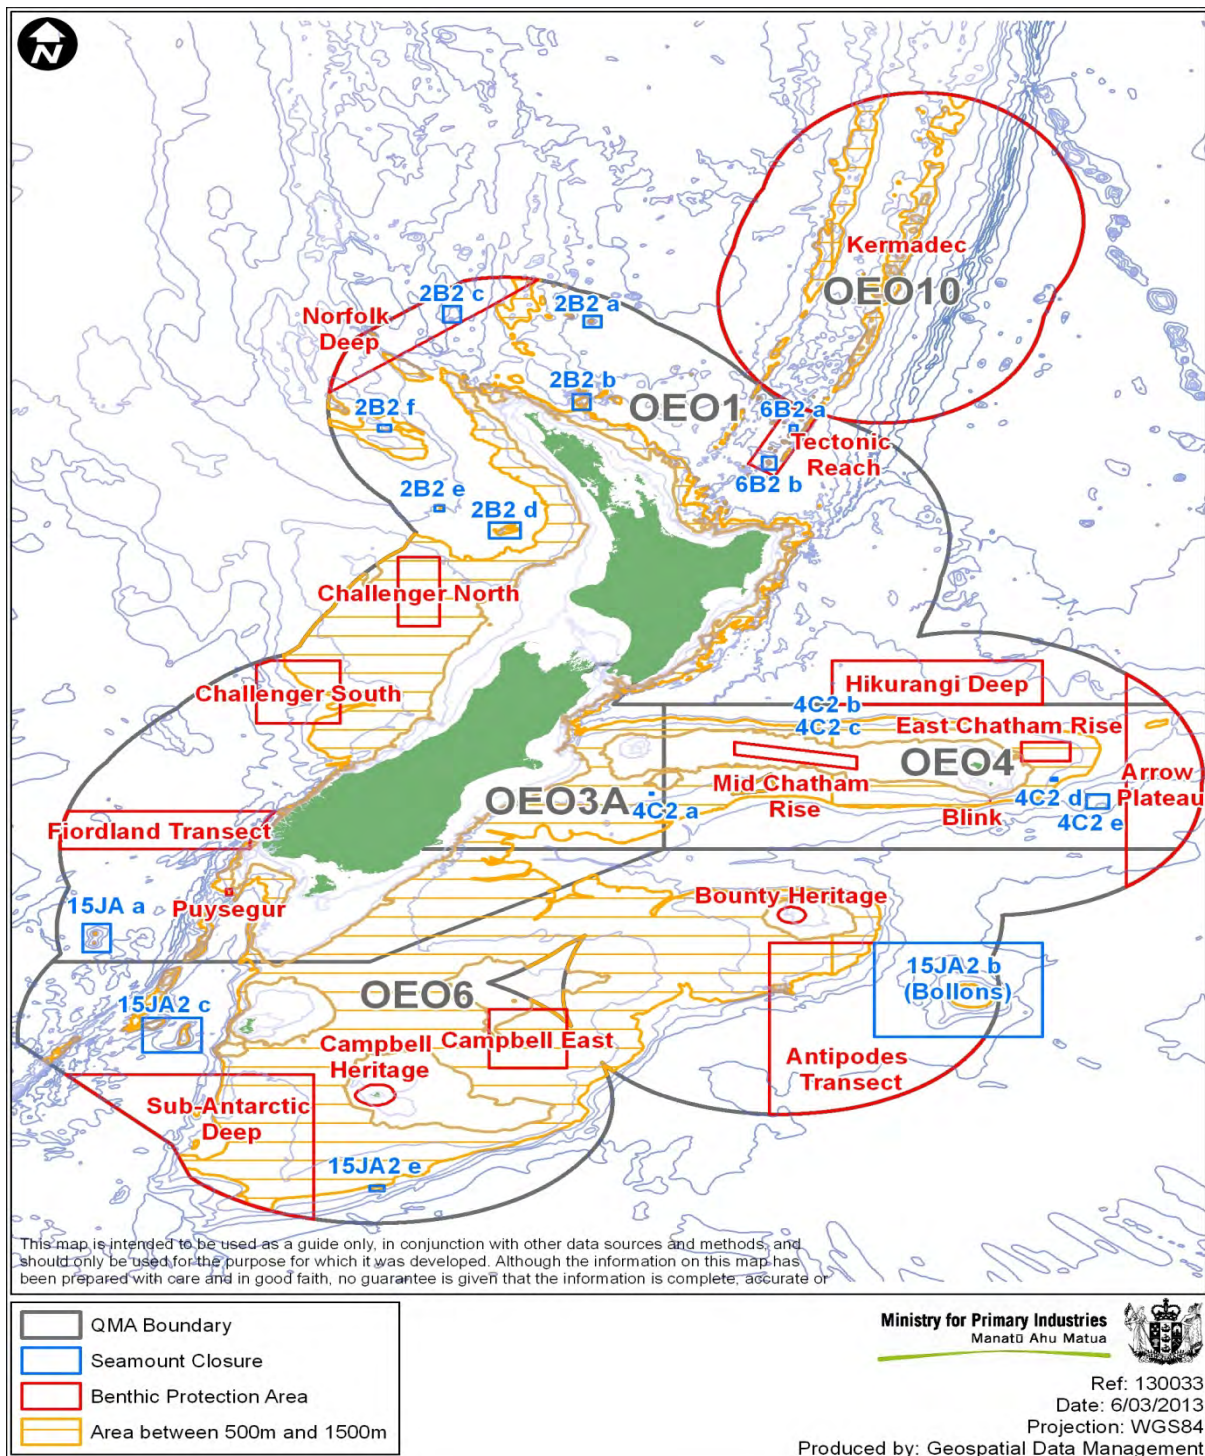 N
Kermadec
OEO10
2B2 c
2B2 a
Norfolk
Deep
2B2 b
OEO1
6B2 a
2B2 f
Tectonic
Reach
6B2 b
2B2 e
2B2 d
Challenger North
Challenger South
Hikurangi Deep
4C2 b
4C2 c
East Chatham Rise
OEO4
Arrow
Plateau
Mid Chatham
Rise
OEO3A
4C2 a
Blink
4C2 d
4C2 e
Fiordland Transect
Puysegur
Bounty Heritage
15JA a
15JA2 b
(Bollons)
OEO6
15JA2 c
Campbell East
Campbell
Heritage
Antipodes
Transect
Sub-Antarctic
Deep
15JA2 e
This map is intended to be used as a guide only, in conjunction with other data sources and methods, and
should only be used for the purpose for which it was developed. Although the information on this map has
been prepared with care and in good faith, no guarantee is given that the information is complete, accurate or
QMA Boundary
Seamount Closure
Benthic Protection Area
Area between 500m and 1500m
Ministry for Primary Industries
Manatū Ahu Matua
Ref: 130033
Date: 6/03/2013
Projection: WGS84
Produced by: Geospatial Data Management